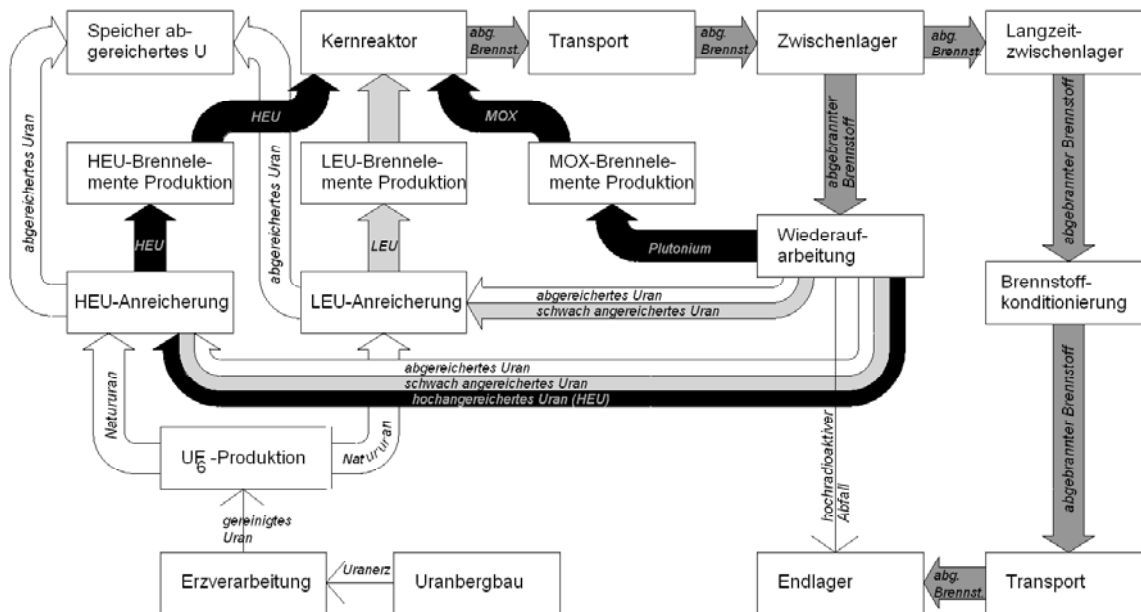 Speicher ab-
gereichertes U
Kernreaktor
abg.
Brennst.
Transport
abg.
Brennst.
Zwischenlager
abg.
Brennst.
Langzeit-
zwischenlager
HEU
MOX
abgereichertes Uran
HEU-Brennele-
mente Produktion
abgereichertes Uran
LEU-Brennele-
mente Produktion
MOX-Brennele-
mente Produktion
abgebrannter
Brennstoff
abgebrannter Brennstoff
HEU
LEU
Plutonium
Wiederauf-
arbeitung
HEU-Anreicherung
LEU-Anreicherung
abgereichertes Uran
schwach angereichertes Uran
Brennstoff-
konditionierung
abgereichertes Uran
schwach angereichertes Uran
hochangereichertes Uran (HEU)
Natururan
Natururan
UF6-Produktion
hochradioaktiver
Abfall
abgebrannter Brennstoff
gereinigtes
Uran
Erzverarbeitung
Uranerz
Uranbergbau
Endlager
abg.
Brennst.
Transport